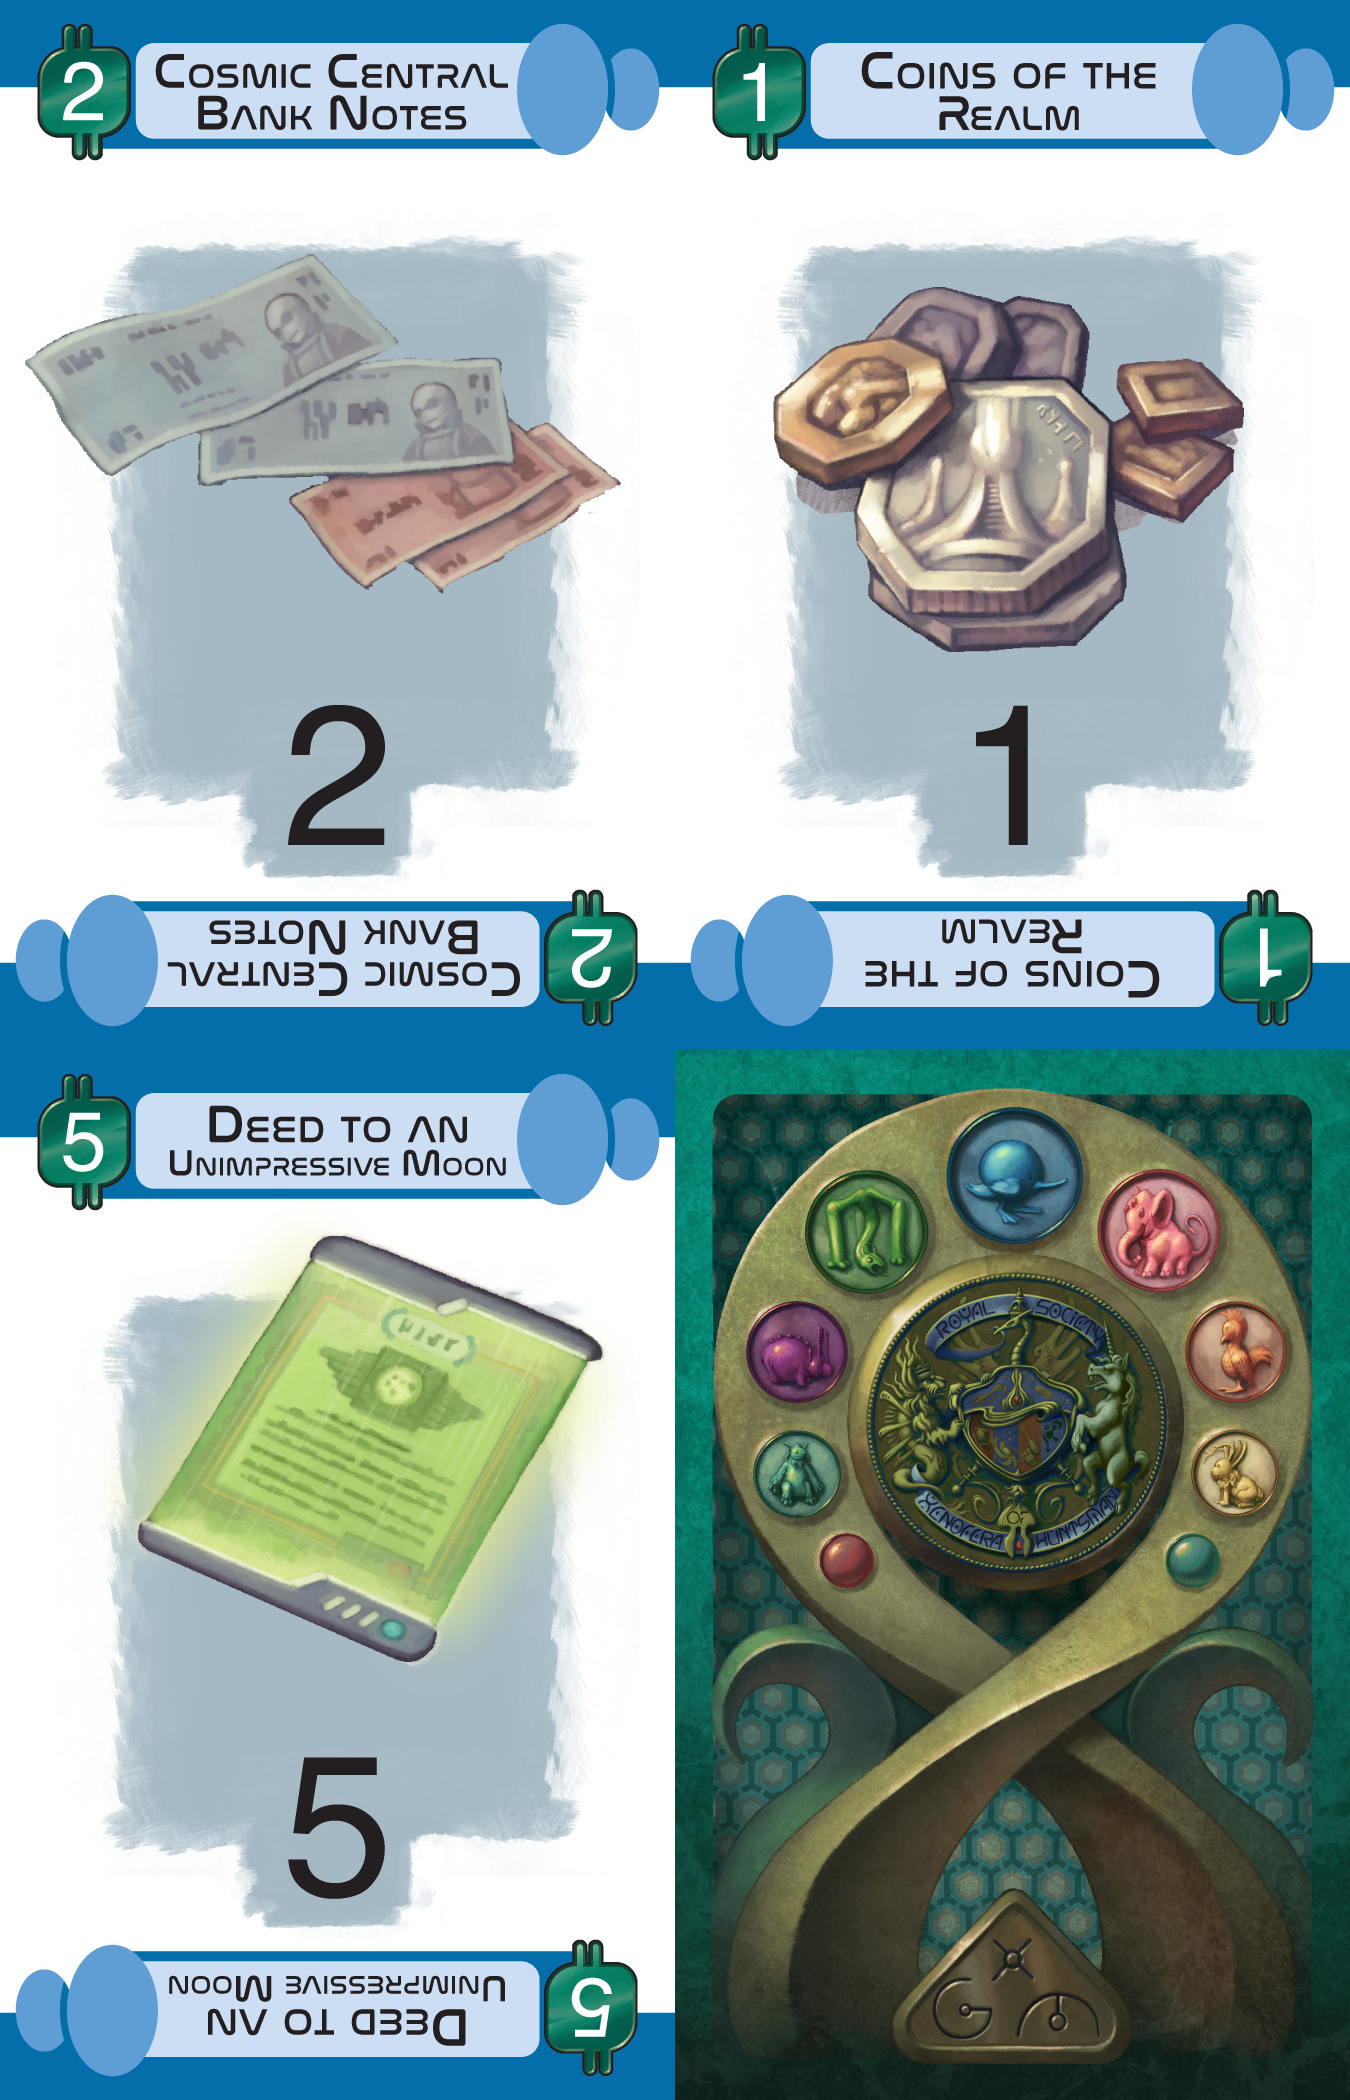 2
Cosmic Central
Bank Notes
2
2
Cosmic Central
Bank Notes
1
Coins of the
Realm
1
1
Coins of the
Realm
5
Deed to an
Unimpressive Moon
5
5
Deed to an
Unimpressive Moon
Royal Society
of
Xenofera Huntsman